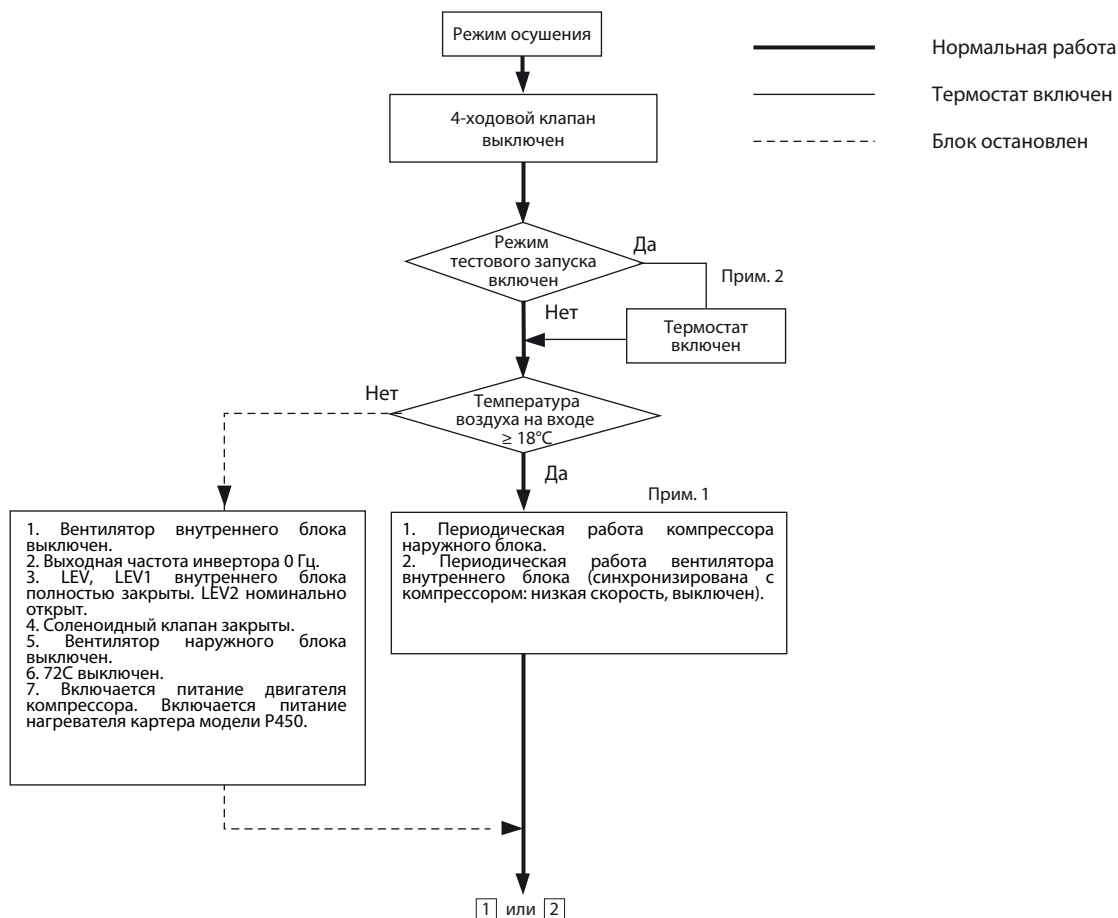 Режим осушения
Нормальная работа
Термостат включен
Блок остановлен
4-ходовой клапан
выключен
Режим
тестового запуска
включен
Да
Прим. 2
Нет
Термостат
включен
Нет
Температура
воздуха на входе
≥ 18°C
Да
Прим. 1
1. Вентилятор внутреннего блока
выключен.
2. Выходная частота инвертора 0 Гц.
3. LEV, LEV1 внутреннего блока
полностью закрыты. LEV2 номинально
открыт.
4. Соленоидный клапан закрыты.
5. Вентилятор наружного блока
выключен.
6. 72C выключен.
7. Включается питание двигателя
компрессора. Включается питание
нагревателя картера модели P450.
1. Периодическая работа компрессора
наружного блока.
2. Периодическая работа вентилятора
внутреннего блока (синхронизирована с
компрессором: низкая скорость, выключен).
1 или 2